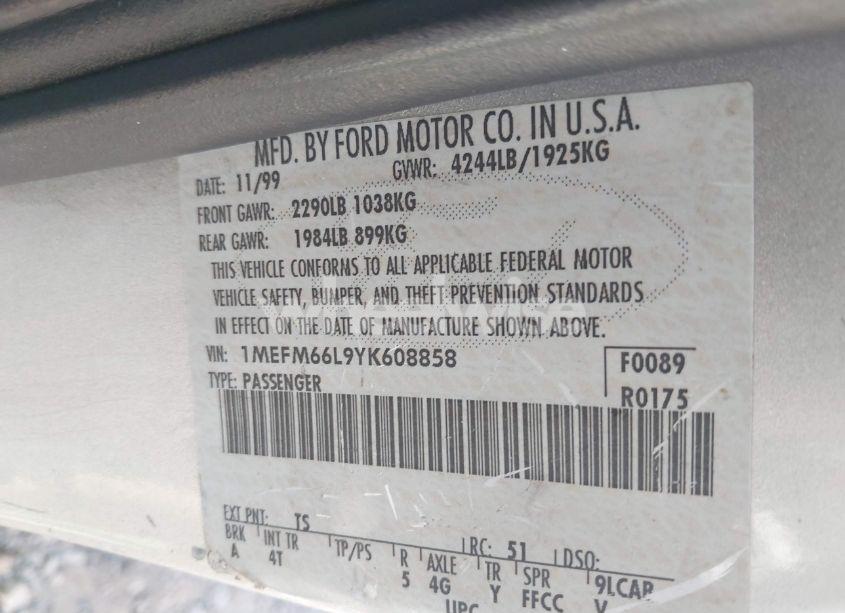 MFD. BY FORD MOTOR CO. IN U.S.A.
DATE: 11/99 GVWR: 4244LB/1925KG
FRONT GAWR: 2290LB 1038KG
REAR GAWR: 1984LB 899KG
THIS VEHICLE CONFORMS TO ALL APPLICABLE FEDERAL MOTOR
VEHICLE SAFETY, BUMPER, AND THEFT PREVENTION STANDARDS
IN EFFECT ON THE DATE OF MANUFACTURE SHOWN ABOVE.
wheelwise
VIN: 1MEFM66L9YK608858 F0089
TYPE: PASSENGER R0175
EXT PNT: TS RC: 51 DSO:
BRK INT TR TP/PS R AXLE TR SPR 9LCAB
A 4T 5 4G Y FFCC V
UPC